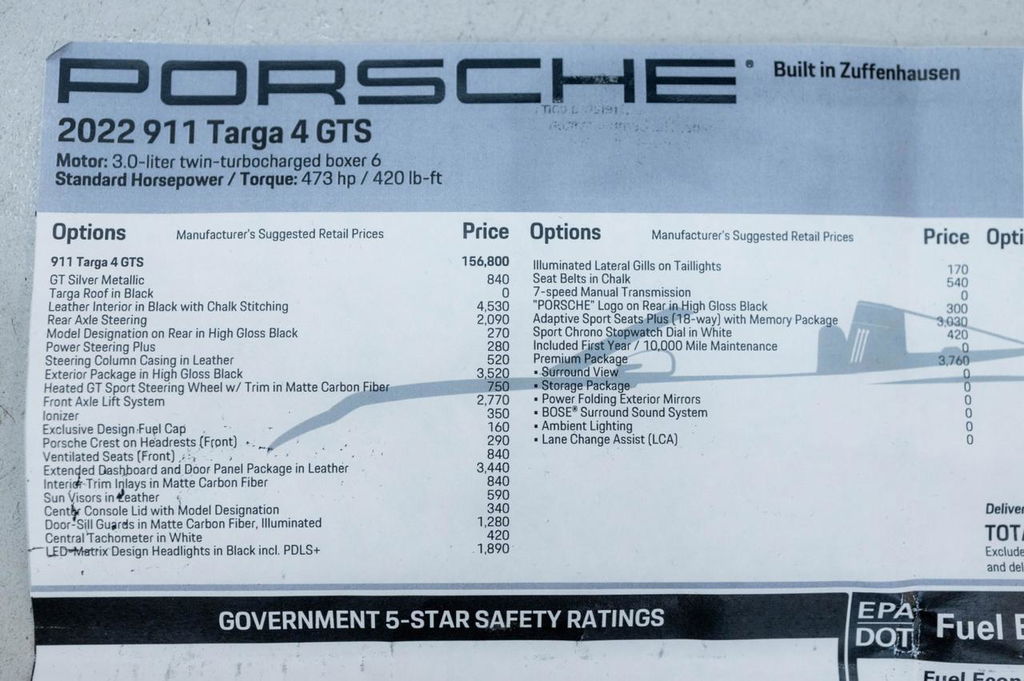 PORSCHE®
Built in Zuffenhausen
2022 911 Targa 4 GTS
Motor: 3.0-liter twin-turbocharged boxer 6
Standard Horsepower / Torque: 473 hp / 420 lb-ft
Options Manufacturer's Suggested Retail Prices Price
911 Targa 4 GTS 156,800
GT Silver Metallic 840
Targa Roof in Black 0
Leather Interior in Black with Chalk Stitching 4,530
Rear Axle Steering 2,090
Model Designation on Rear in High Gloss Black 270
Power Steering Plus 280
Steering Column Casing in Leather 520
Exterior Package in High Gloss Black 3,520
Heated GT Sport Steering Wheel w/ Trim in Matte Carbon Fiber 750
Front Axle Lift System 2,770
Ionizer 350
Exclusive Design Fuel Cap 160
Porsche Crest on Headrests (Front) 290
Ventilated Seats (Front) 840
Extended Dashboard and Door Panel Package in Leather 3,440
Interior Trim Inlays in Matte Carbon Fiber 840
Sun Visors in Leather 590
Center Console Lid with Model Designation 340
Door-Sill Guards in Matte Carbon Fiber, Illuminated 1,280
Central Tachometer in White 420
LED-Matrix Design Headlights in Black incl. PDLS+ 1,890
Options Manufacturer's Suggested Retail Prices Price
Illuminated Lateral Gills on Taillights 170
Seat Belts in Chalk 540
7-speed Manual Transmission 0
"PORSCHE" Logo on Rear in High Gloss Black 300
Adaptive Sport Seats Plus (18-way) with Memory Package 3,030
Sport Chrono Stopwatch Dial in White 420
Included First Year / 10,000 Mile Maintenance 0
Premium Package 3,760
▪ Surround View 0
▪ Storage Package 0
▪ Power Folding Exterior Mirrors 0
▪ BOSE® Surround Sound System 0
▪ Ambient Lighting 0
▪ Lane Change Assist (LCA) 0
Opti
Deliver
TOTA
Exclude
and del
GOVERNMENT 5-STAR SAFETY RATINGS
EPA
DOT
Fuel E
Fuel Econ